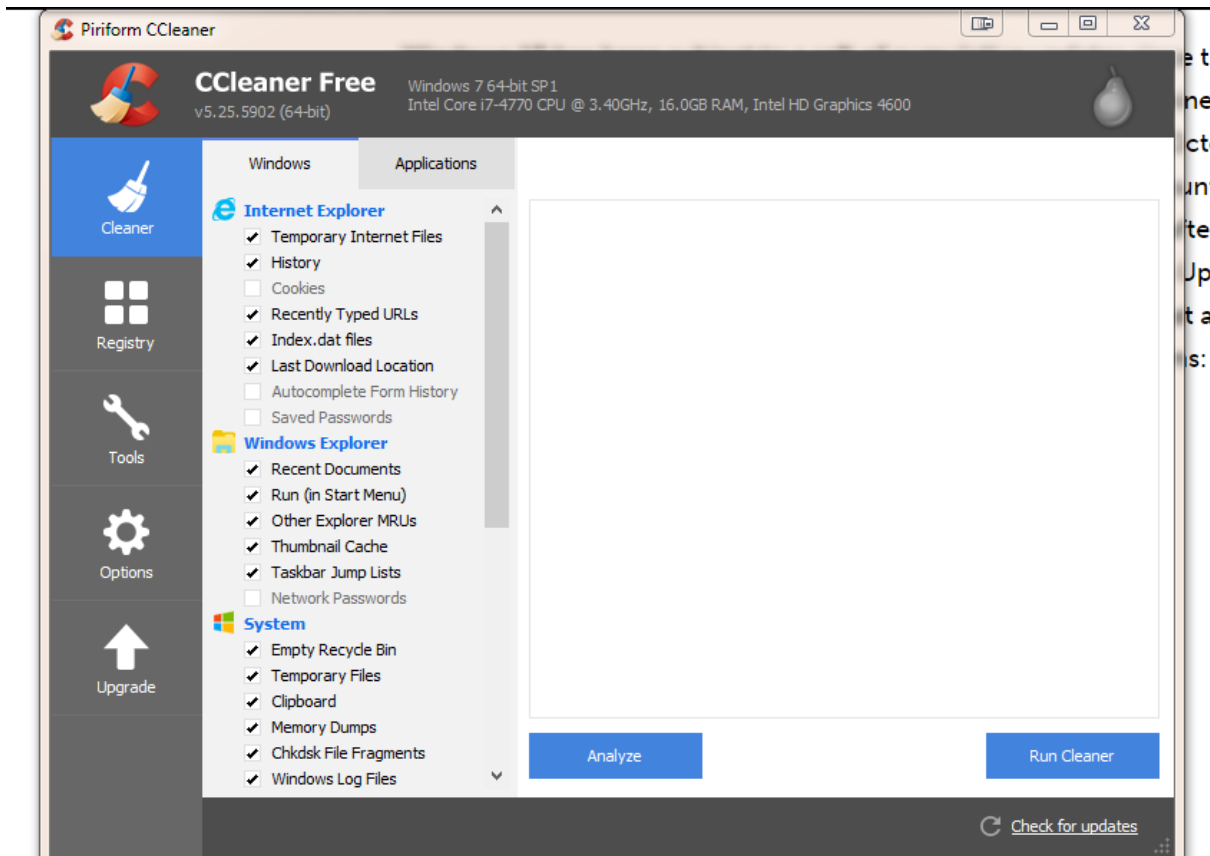 Piriform CCleaner
CCleaner Free
v5.25.5902 (64-bit)
Windows 7 64-bit SP1
Intel Core i7-4770 CPU @ 3.40GHz, 16.0GB RAM, Intel HD Graphics 4600
Cleaner
Registry
Tools
Options
Upgrade
Windows
Applications
Internet Explorer
Temporary Internet Files
History
Cookies
Recently Typed URLs
Index.dat files
Last Download Location
Autocomplete Form History
Saved Passwords
Windows Explorer
Recent Documents
Run (in Start Menu)
Other Explorer MRUs
Thumbnail Cache
Taskbar Jump Lists
Network Passwords
System
Empty Recycle Bin
Temporary Files
Clipboard
Memory Dumps
Chkdsk File Fragments
Windows Log Files
Analyze
Run Cleaner
Check for updates